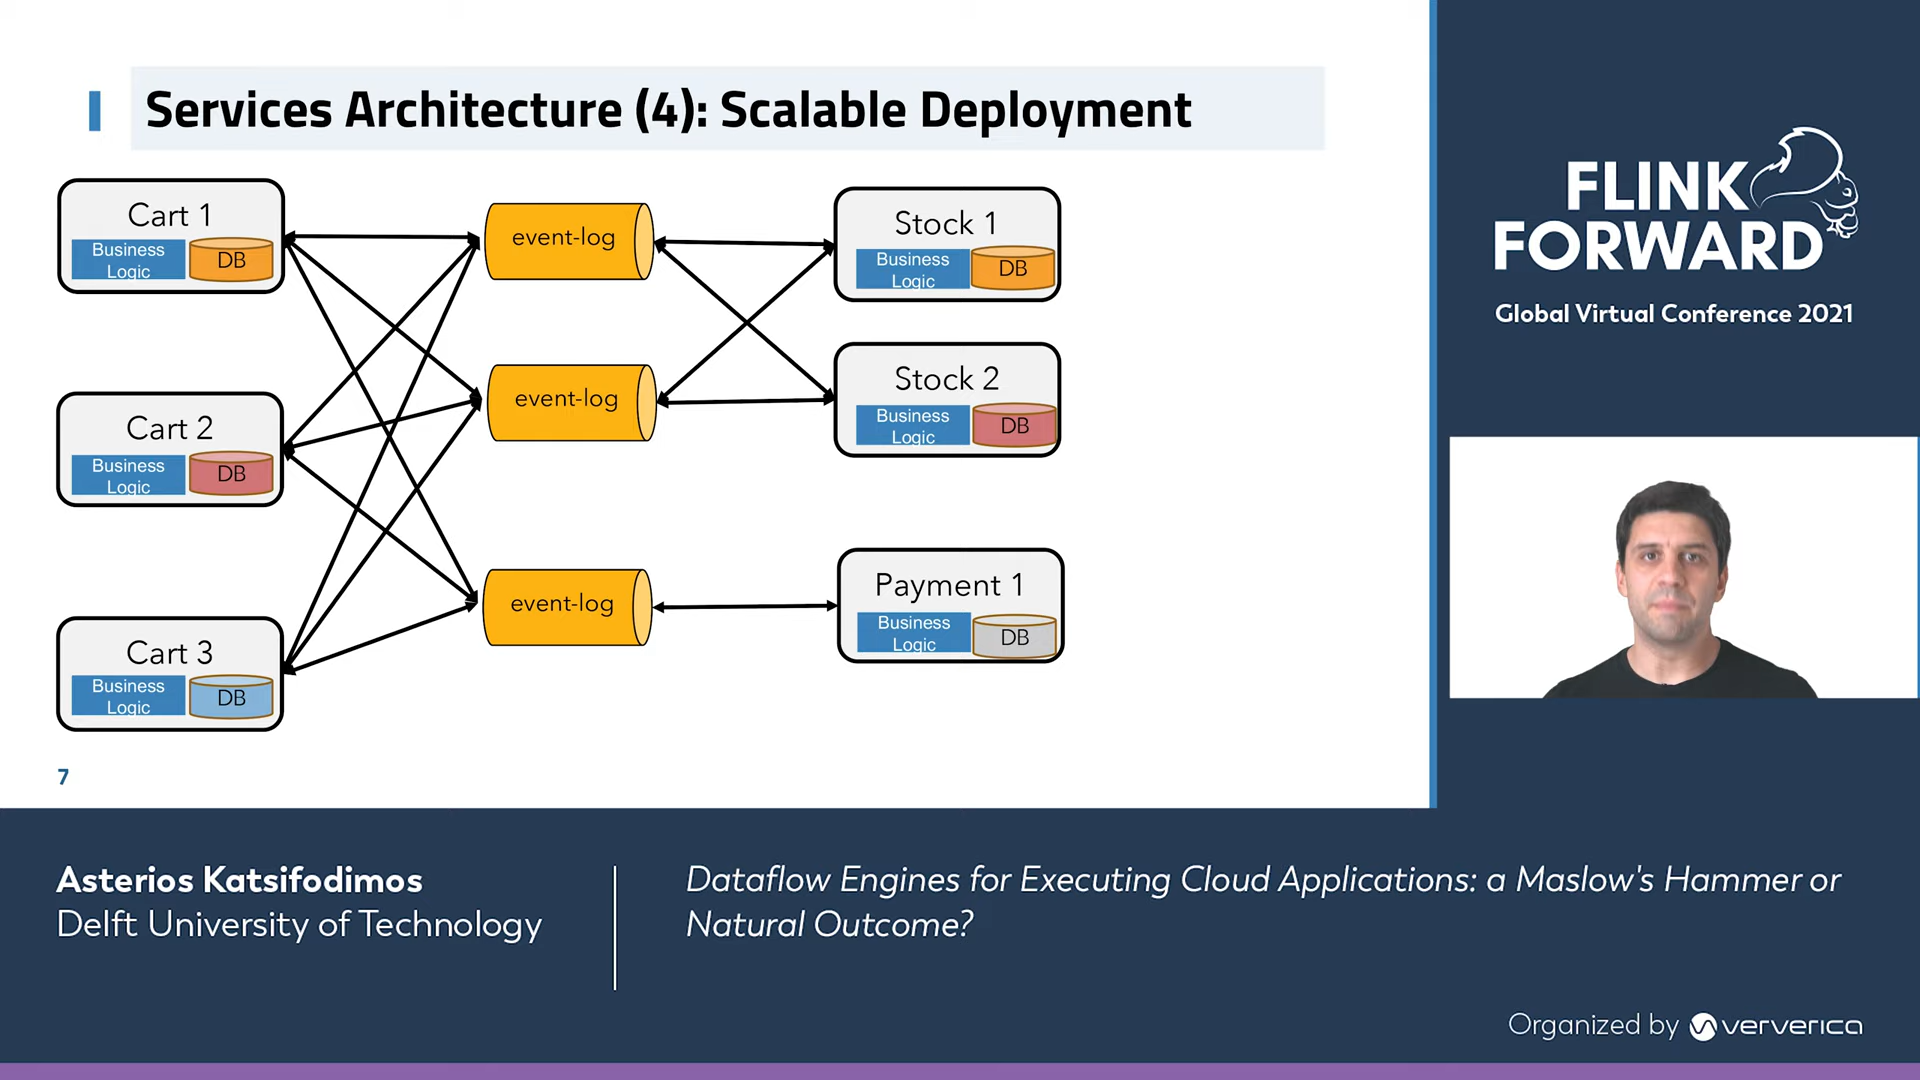 Services Architecture (4): Scalable Deployment
Cart 1
Business
Logic
DB
event-log
Stock 1
Business
Logic
DB
Cart 2
Business
Logic
DB
event-log
Stock 2
Business
Logic
DB
Cart 3
Business
Logic
DB
event-log
Payment 1
Business
Logic
DB
7
FLINK
FORWARD
Global Virtual Conference 2021
Asterios Katsifodimos
Delft University of Technology
Dataflow Engines for Executing Cloud Applications: a Maslow's Hammer or
Natural Outcome?
Organized by ververica